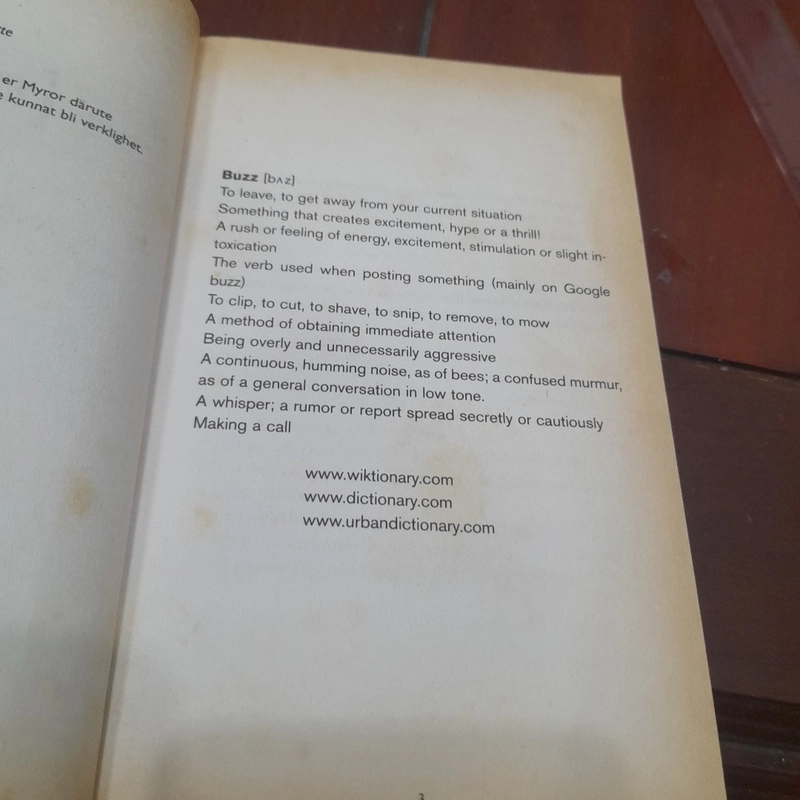 er Myror därute
kunnat bli verklighet.
Buzz [bʌz]
To leave, to get away from your current situation
Something that creates excitement, hype or a thrill!
A rush or feeling of energy, excitement, stimulation or slight in-
toxication
The verb used when posting something (mainly on Google
buzz)
To clip, to cut, to shave, to snip, to remove, to mow
A method of obtaining immediate attention
Being overly and unnecessarily aggressive
A continuous, humming noise, as of bees; a confused murmur,
as of a general conversation in low tone.
A whisper; a rumor or report spread secretly or cautiously
Making a call
www.wiktionary.com
www.dictionary.com
www.urbandictionary.com
3